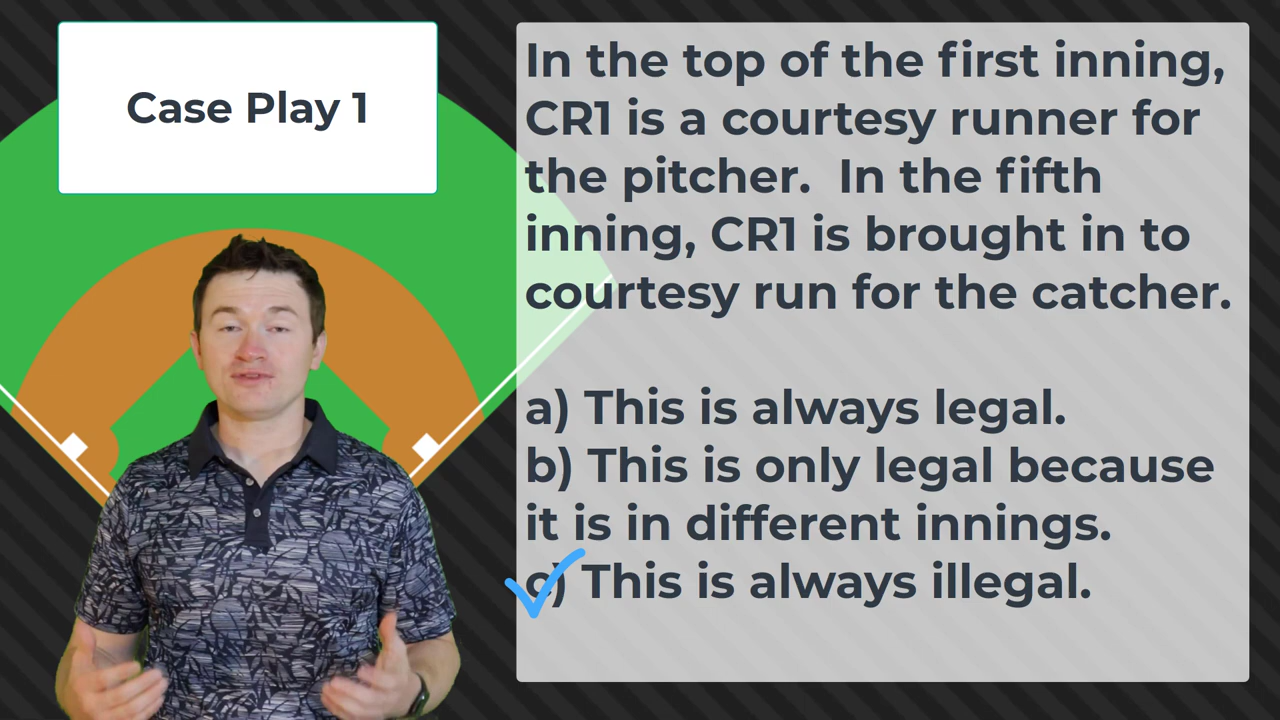 Case Play 1
In the top of the first inning,
CR1 is a courtesy runner for
the pitcher.  In the fifth
inning, CR1 is brought in to
courtesy run for the catcher.
a) This is always legal.
b) This is only legal because
it is in different innings.
c) This is always illegal.